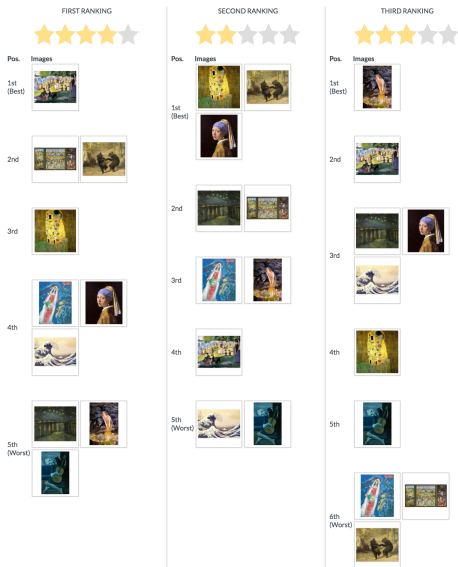 FIRST RANKING
Pos. Images
1st
(Best)
2nd
3rd
4th
5th
(Worst)
SECOND RANKING
Pos. Images
1st
(Best)
2nd
3rd
4th
5th
(Worst)
THIRD RANKING
Pos. Images
1st
(Best)
2nd
3rd
4th
5th
6th
(Worst)